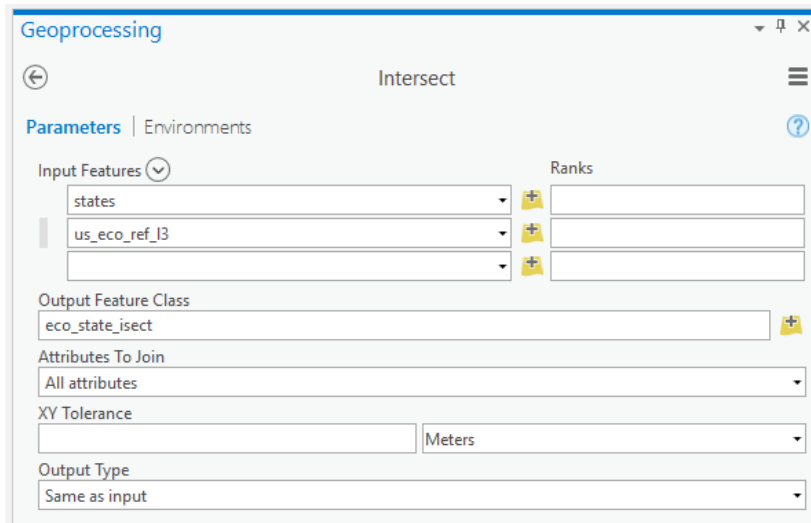 Geoprocessing
Intersect
Parameters | Environments
Input Features Ranks
states
us_eco_ref_l3
Output Feature Class
eco_state_isect
Attributes To Join
All attributes
XY Tolerance
Meters
Output Type
Same as input